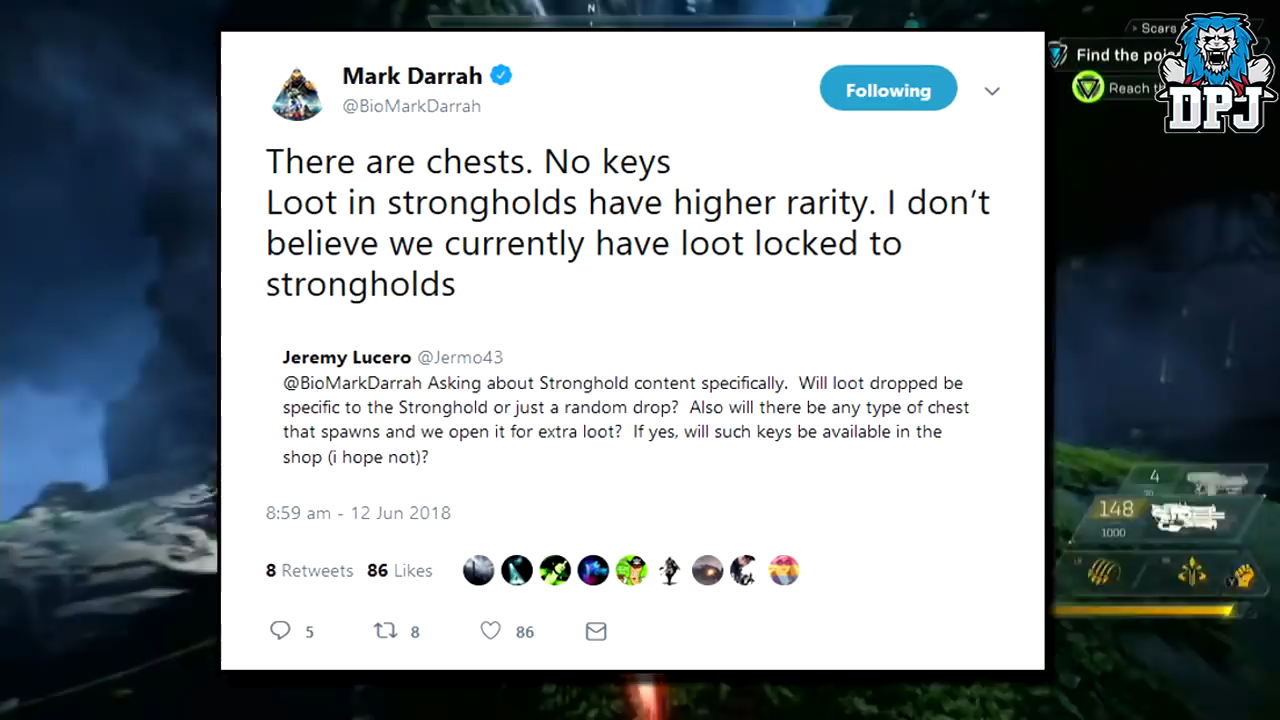 N
Scars
Find the poi
Reach t
DPJ
Mark Darrah
@BioMarkDarrah
Following
There are chests. No keys
Loot in strongholds have higher rarity. I don’t
believe we currently have loot locked to
strongholds
Jeremy Lucero @Jermo43
@BioMarkDarrah Asking about Stronghold content specifically.  Will loot dropped be
specific to the Stronghold or just a random drop?  Also will there be any type of chest
that spawns and we open it for extra loot?  If yes, will such keys be available in the
shop (i hope not)?
8:59 am - 12 Jun 2018
8 Retweets 86 Likes
5 8 86
4
148
1000